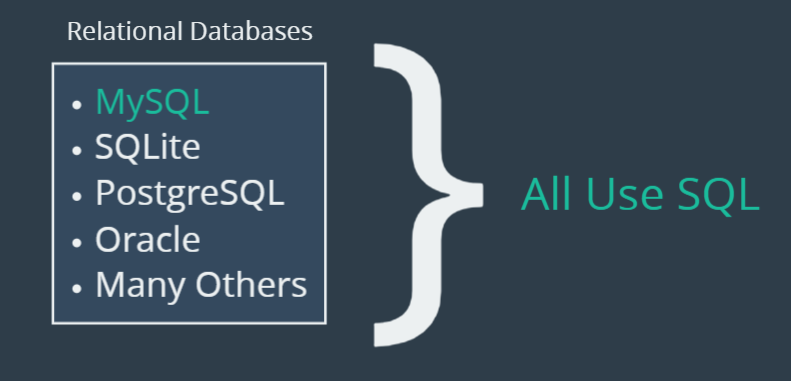 Relational Databases
• MySQL
• SQLite
• PostgreSQL
• Oracle
• Many Others
All Use SQL